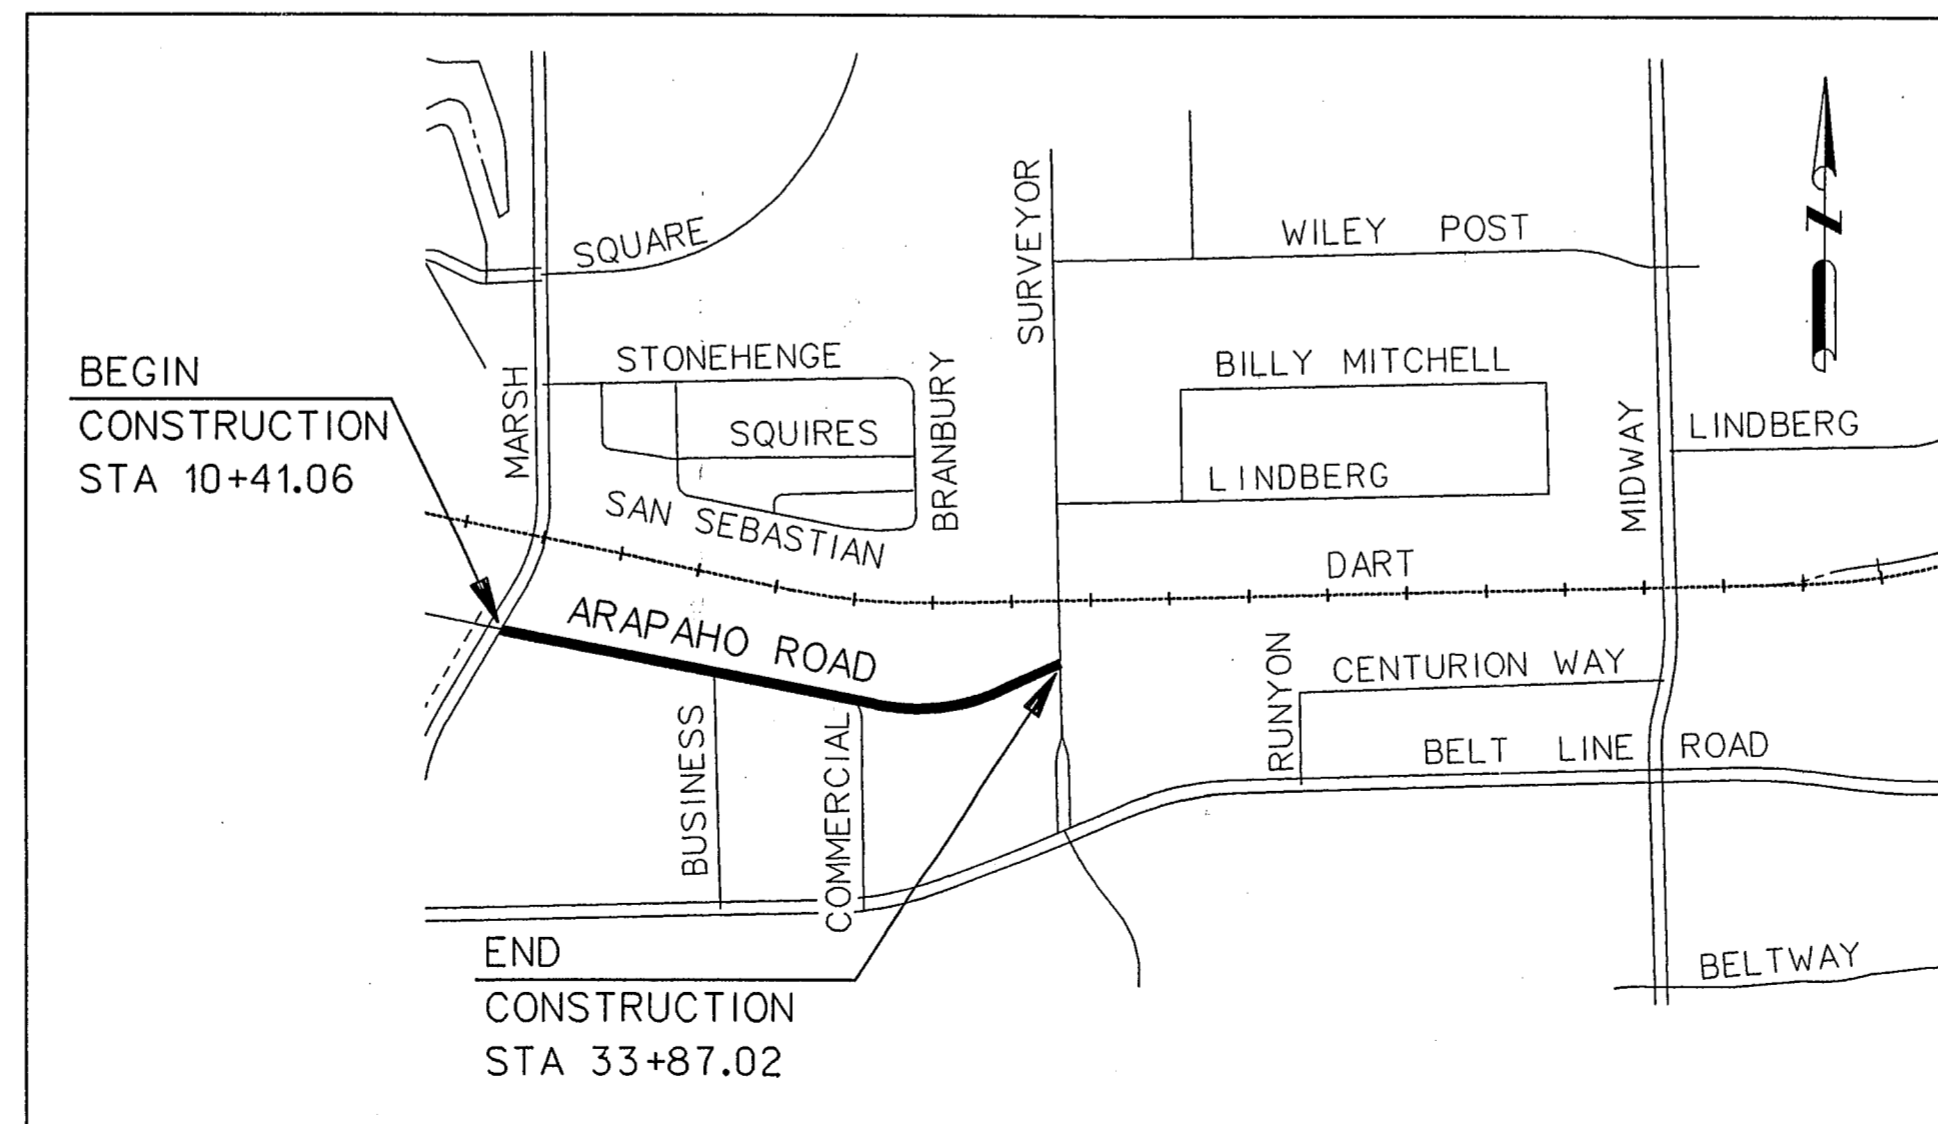 SQUARE
SURVEYOR
WILEY POST
N
BEGIN
CONSTRUCTION
STA 10+41.06
MARSH
STONEHENGE
SQUIRES
BRANBURY
SAN SEBASTIAN
BILLY MITCHELL
LINDBERG
MIDWAY
LINDBERG
DART
ARAPAHO ROAD
RUNYON
CENTURION WAY
BELT LINE ROAD
BUSINESS
COMMERCIAL
END
CONSTRUCTION
STA 33+87.02
BELTWAY